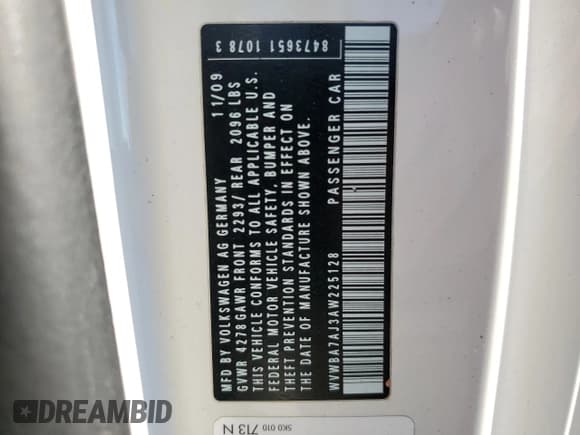 8473651 1078 3
MFD BY VOLKSWAGEN AG GERMANY 11/09
GVWR 4278 GAWR FRONT 2293/ REAR 2096 LBS
THIS VEHICLE CONFORMS TO ALL APPLICABLE U.S.
FEDERAL MOTOR VEHICLE SAFETY, BUMPER AND
THEFT PREVENTION STANDARDS IN EFFECT ON
THE DATE OF MANUFACTURE SHOWN ABOVE.
WVWBA7AJ3AW225128 PASSENGER CAR
5K0 010
713 N
DREAMBID